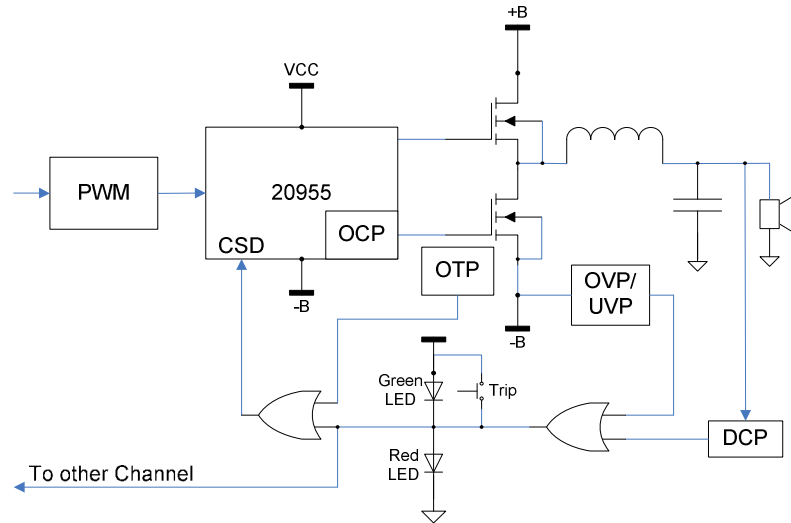 +B
VCC
PWM
20955
OCP
CSD
-B
OTP
OVP/
UVP
-B
Green
LED
Trip
Red
LED
DCP
To other Channel